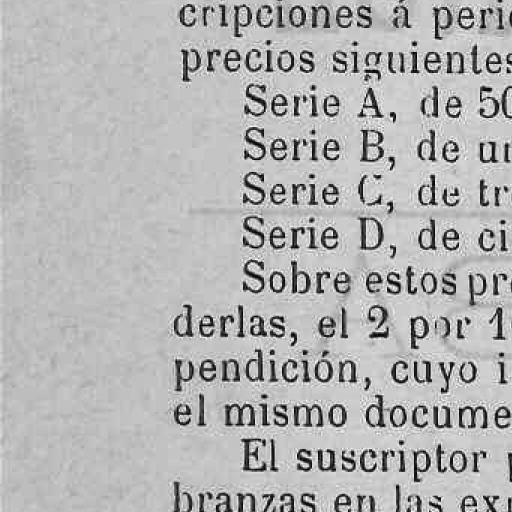 cripciones á peri
precios siguientes
Serie A, de 50
Serie B, de un
Serie C, de tr
Serie D, de ci
Sobre estos pr
derlas, el 2 por 1
pendición, cuyo i
el mismo docume
El suscriptor p
branzas en las ex